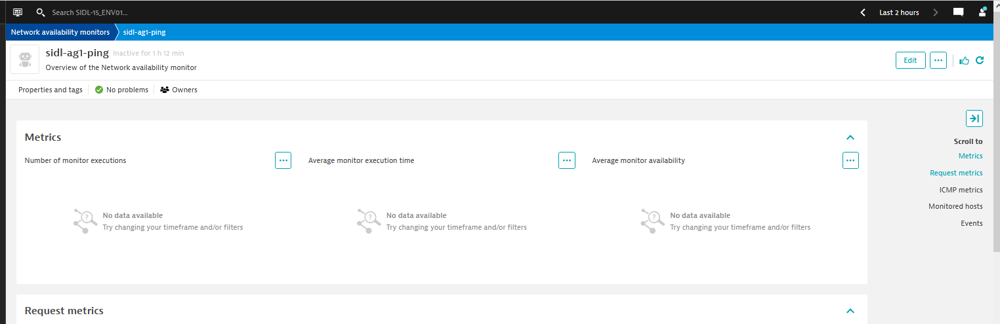 Search SIDL-15_ENV01...
Last 2 hours
Network availability monitors
sidl-ag1-ping
sidl-ag1-ping Inactive for 1 h 12 min
Overview of the Network availability monitor
Edit
Properties and tags
No problems
Owners
Metrics
Number of monitor executions
Average monitor execution time
Average monitor availability
No data available
Try changing your timeframe and/or filters
No data available
Try changing your timeframe and/or filters
No data available
Try changing your timeframe and/or filters
Request metrics
Scroll to
Metrics
Request metrics
ICMP metrics
Monitored hosts
Events